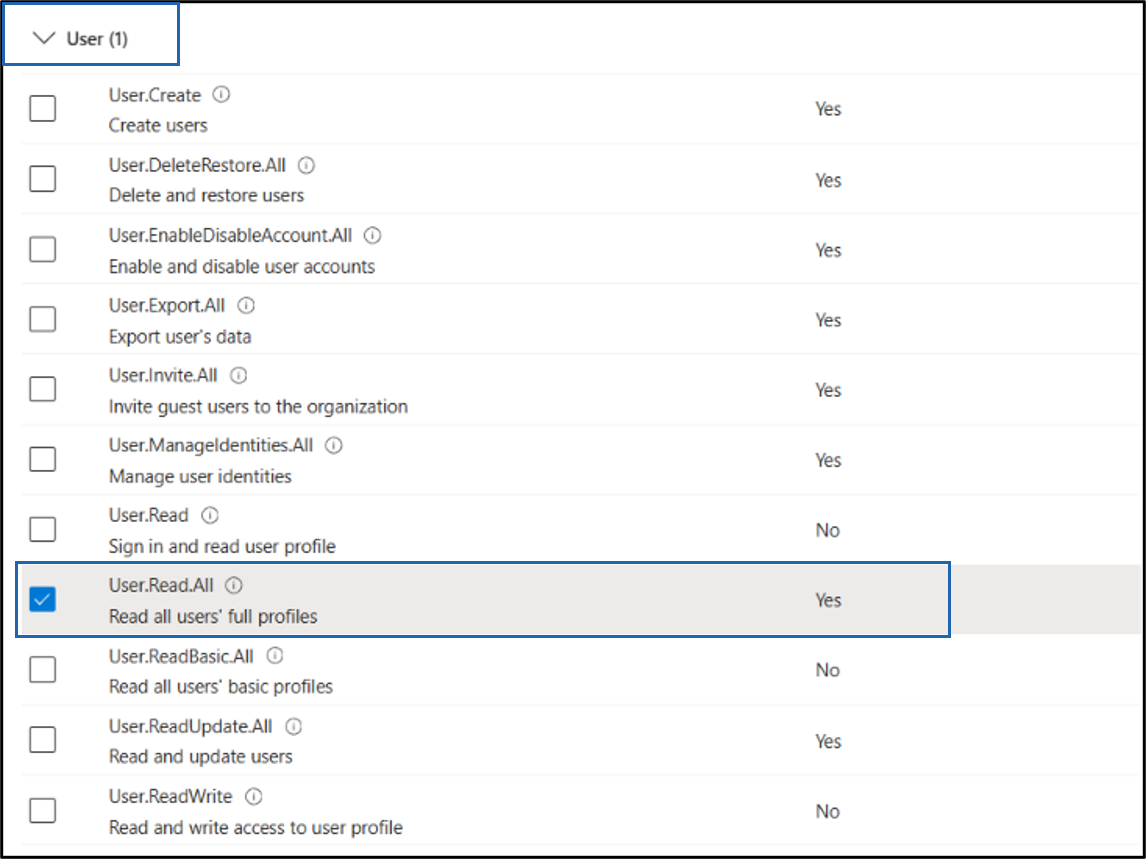 User (1)
User.Create
Create users
Yes
User.DeleteRestore.All
Delete and restore users
Yes
User.EnableDisableAccount.All
Enable and disable user accounts
Yes
User.Export.All
Export user's data
Yes
User.Invite.All
Invite guest users to the organization
Yes
User.ManageIdentities.All
Manage user identities
Yes
User.Read
Sign in and read user profile
No
User.Read.All
Read all users' full profiles
Yes
User.ReadBasic.All
Read all users' basic profiles
No
User.ReadUpdate.All
Read and update users
Yes
User.ReadWrite
Read and write access to user profile
No